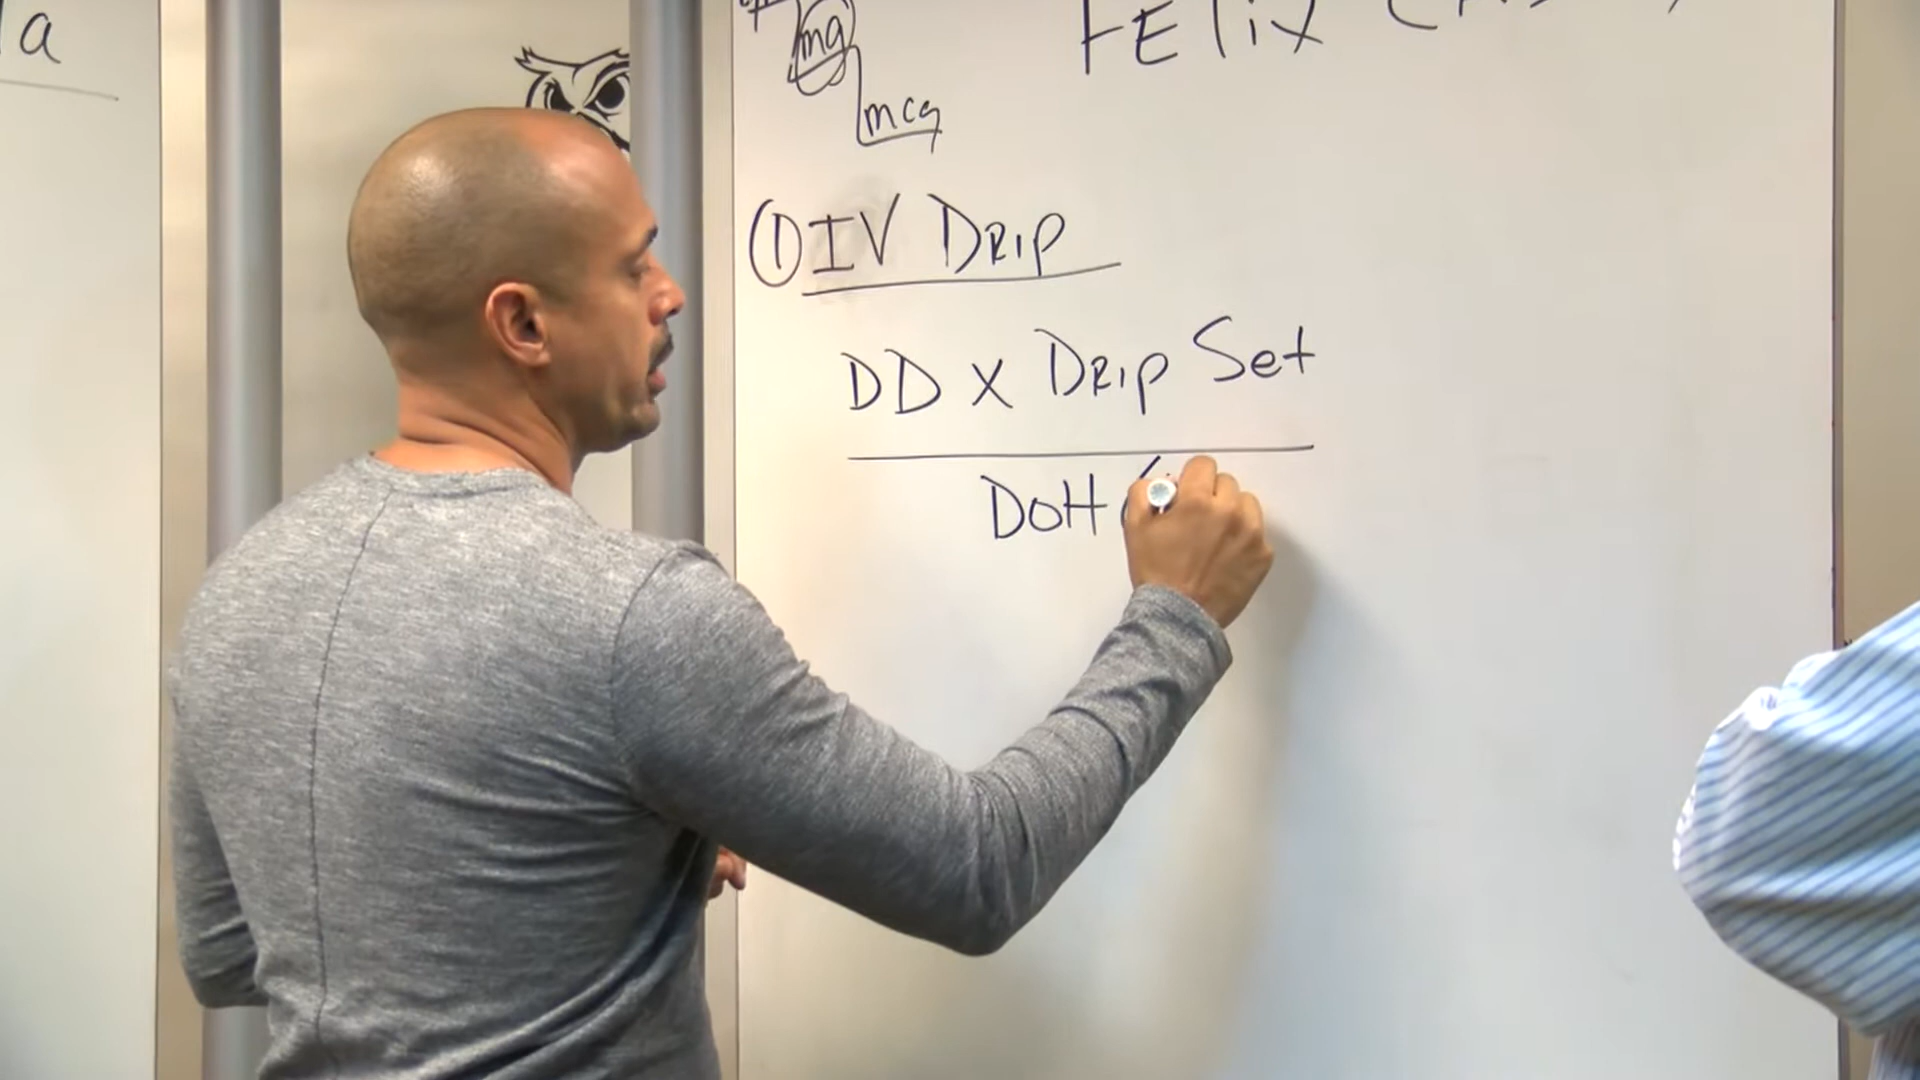 a
mg
FELIX
mcg
① IV DRIP
DD X DRIP Set
DOH (